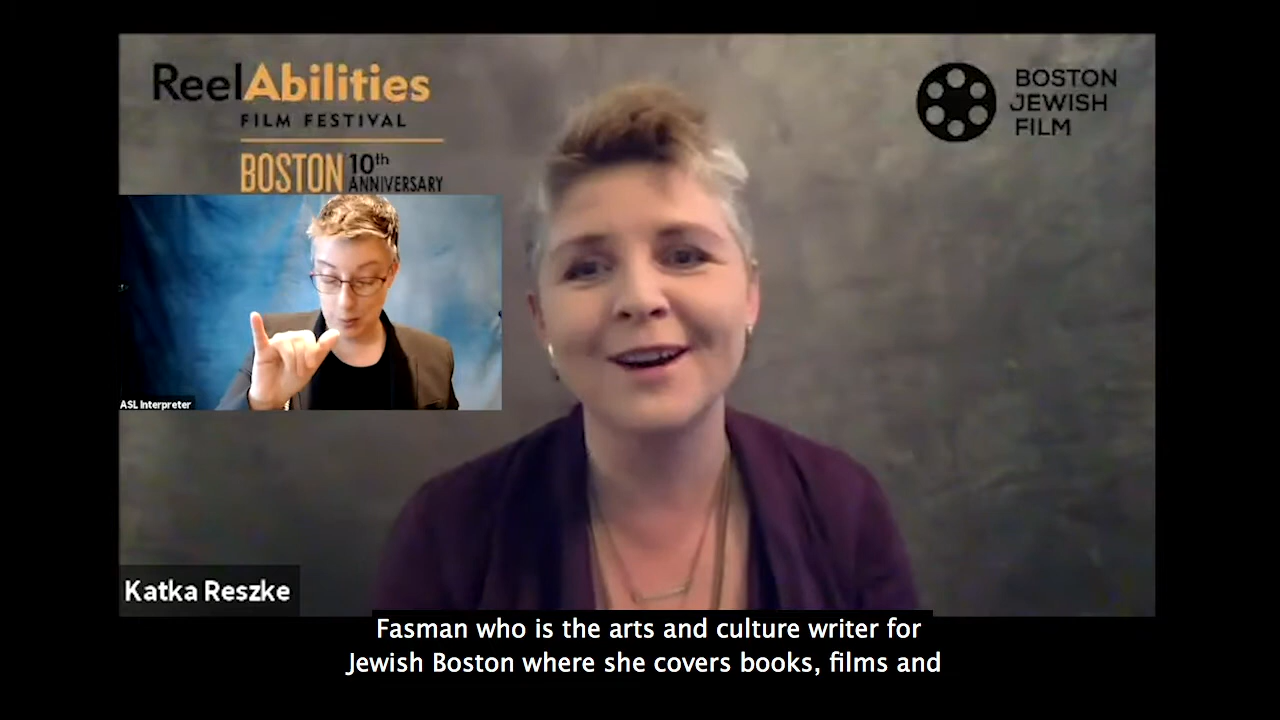 ReelAbilities
FILM FESTIVAL
BOSTON 10th ANNIVERSARY
BOSTON
JEWISH
FILM
ASL Interpreter
Katka Reszke
Fasman who is the arts and culture writer for
Jewish Boston where she covers books, films and